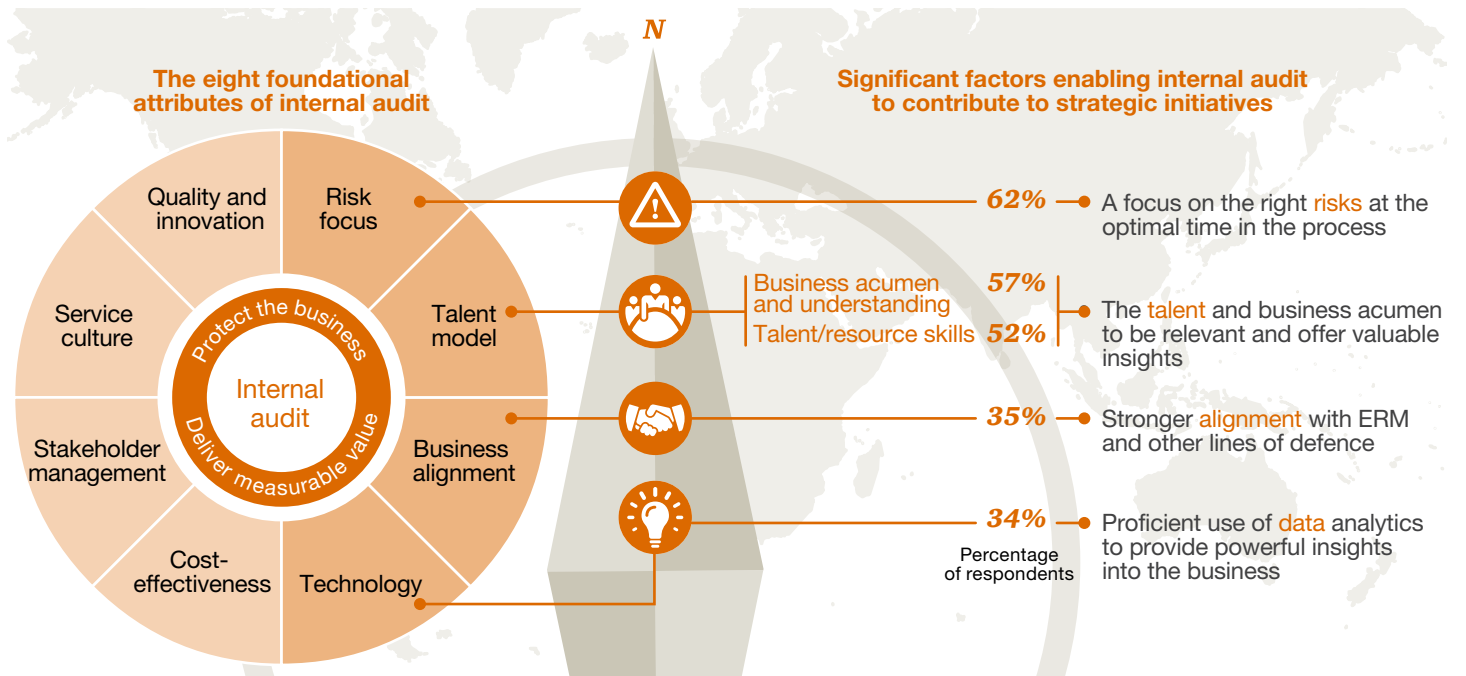 N
The eight foundational
attributes of internal audit
Quality and
innovation
Risk
focus
Service
culture
Talent
model
Stakeholder
management
Business
alignment
Cost-
effectiveness
Technology
Protect the business
Deliver measurable value
Internal
audit
Significant factors enabling internal audit
to contribute to strategic initiatives
62%
A focus on the right risks at the
optimal time in the process
Business acumen
and understanding
57%
Talent/resource skills
52%
The talent and business acumen
to be relevant and offer valuable
insights
35%
Stronger alignment with ERM
and other lines of defence
34%
Percentage
of respondents
Proficient use of data analytics
to provide powerful insights
into the business